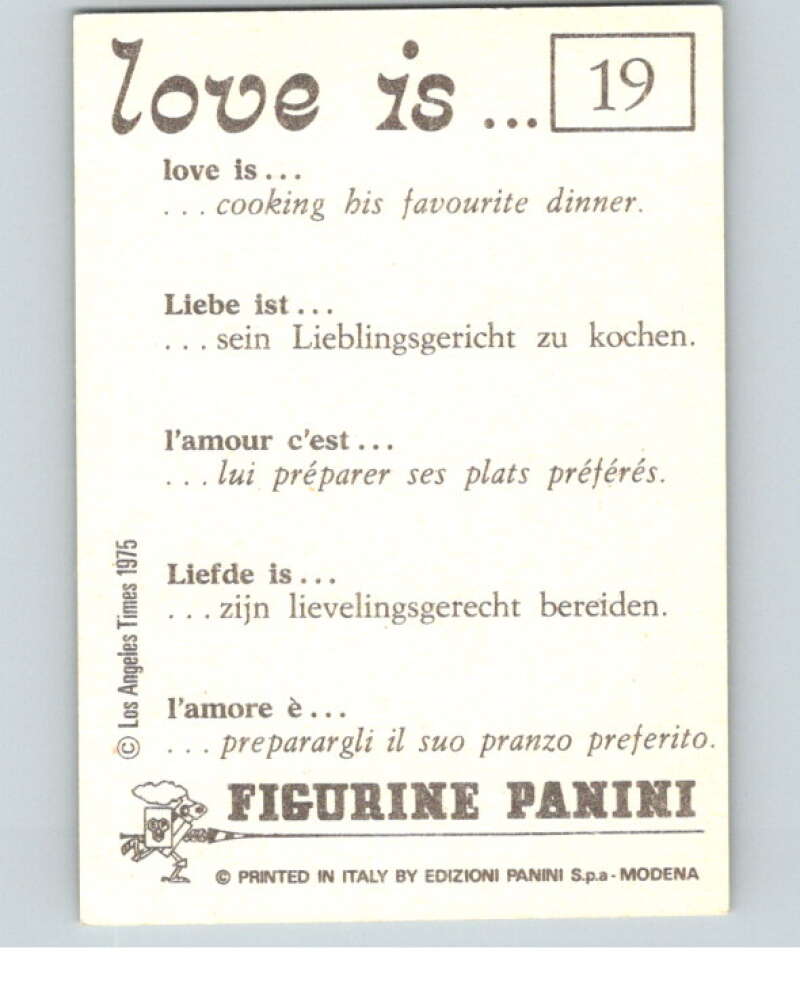 love is...
19
love is...
...cooking his favourite dinner.
Liebe ist...
...sein Lieblingsgericht zu kochen.
l'amour c'est...
...lui préparer ses plats préférés.
Liefde is...
...zijn lievelingsgerecht bereiden.
l'amore è...
...preparargli il suo pranzo preferito.
© Los Angeles Times 1975
FIGURINE PANINI
© PRINTED IN ITALY BY EDIZIONI PANINI S.p.a - MODENA